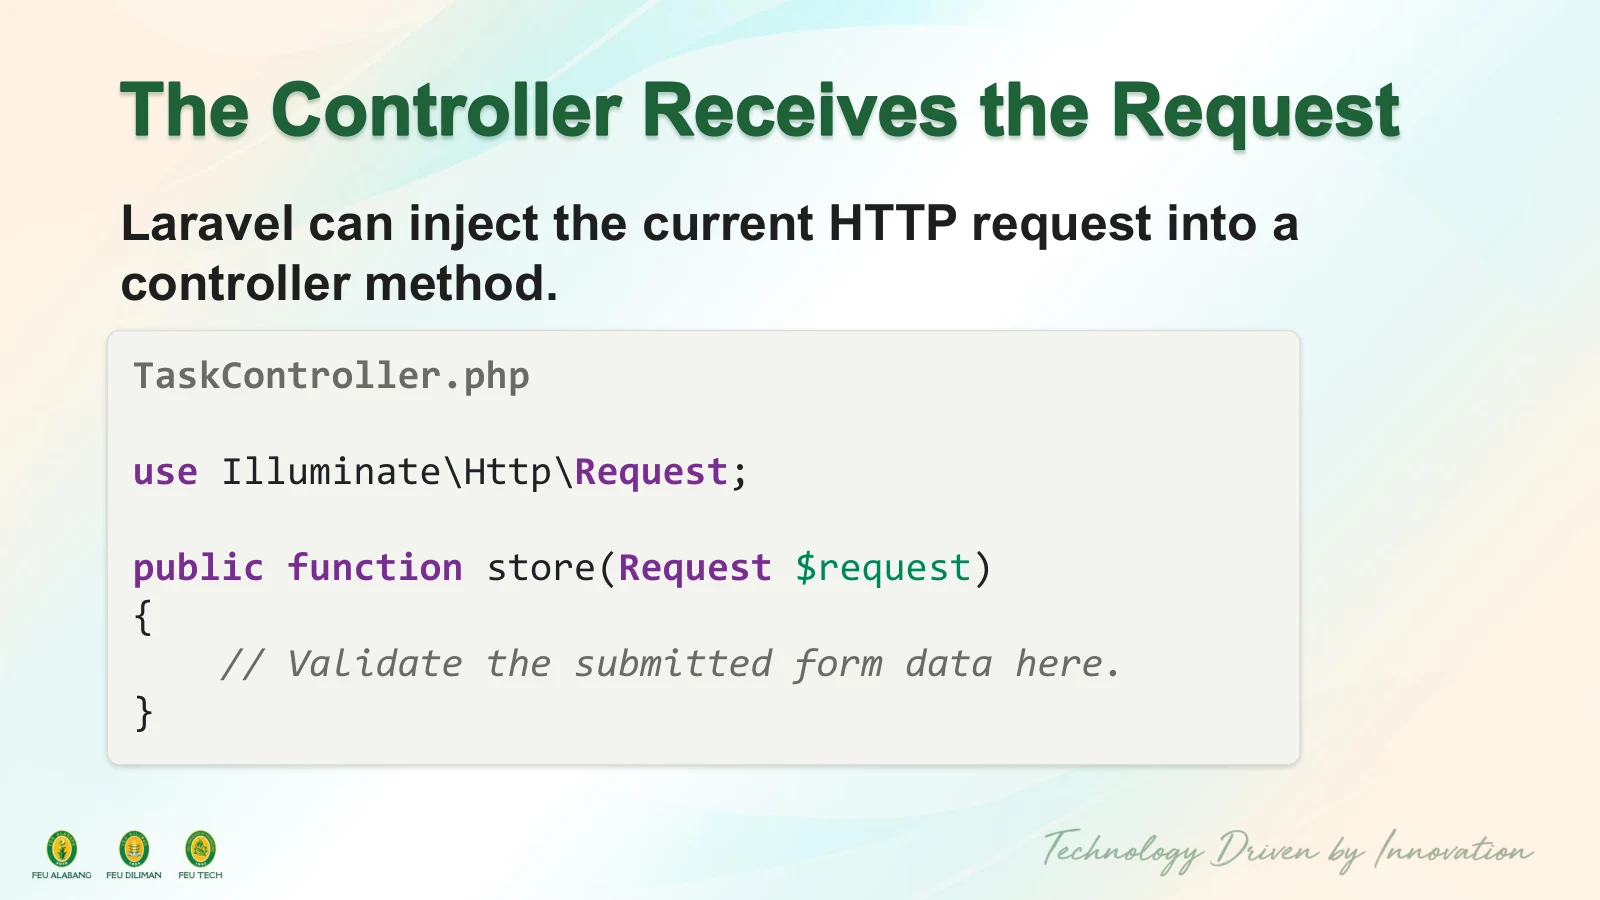 The Controller Receives the Request
Laravel can inject the current HTTP request into a
controller method.
TaskController.php
use Illuminate\Http\Request;
public function store(Request $request)
{
    // Validate the submitted form data here.
}
FEU ALABANG
FEU DILIMAN
FEU TECH
Technology Driven by Innovation